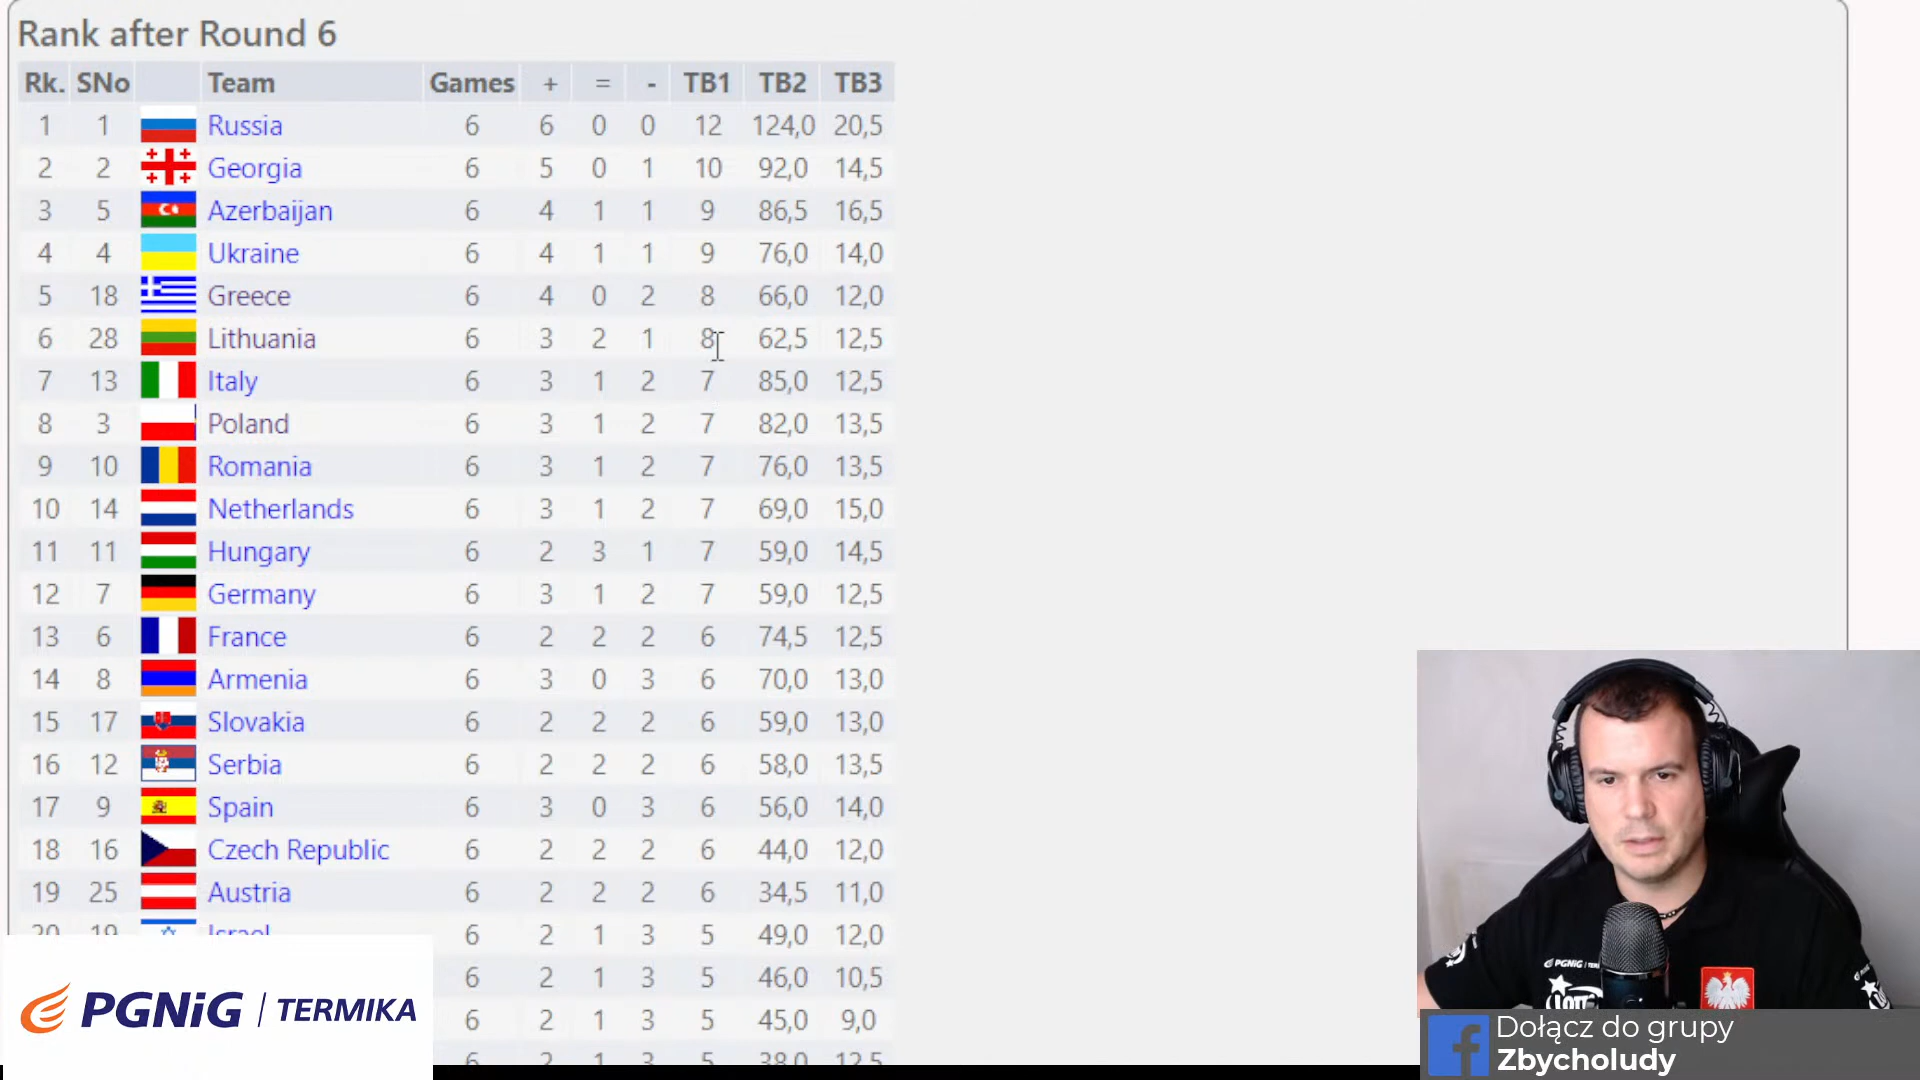 Rank after Round 6
Rk. SNo Team Games + = - TB1 TB2 TB3
1 1 Russia 6 6 0 0 12 124,0 20,5
2 2 Georgia 6 5 0 1 10 92,0 14,5
3 5 Azerbaijan 6 4 1 1 9 86,5 16,5
4 4 Ukraine 6 4 1 1 9 76,0 14,0
5 18 Greece 6 4 0 2 8 66,0 12,0
6 28 Lithuania 6 3 2 1 8 62,5 12,5
7 13 Italy 6 3 1 2 7 85,0 12,5
8 3 Poland 6 3 1 2 7 82,0 13,5
9 10 Romania 6 3 1 2 7 76,0 13,5
10 14 Netherlands 6 3 1 2 7 69,0 15,0
11 11 Hungary 6 2 3 1 7 59,0 14,5
12 7 Germany 6 3 1 2 7 59,0 12,5
13 6 France 6 2 2 2 6 74,5 12,5
14 8 Armenia 6 3 0 3 6 70,0 13,0
15 17 Slovakia 6 2 2 2 6 59,0 13,0
16 12 Serbia 6 2 2 2 6 58,0 13,5
17 9 Spain 6 3 0 3 6 56,0 14,0
18 16 Czech Republic 6 2 2 2 6 44,0 12,0
19 25 Austria 6 2 2 2 6 34,5 11,0
20 19 Israel 6 2 1 3 5 49,0 12,0
6 2 1 3 5 46,0 10,5
6 2 1 3 5 45,0 9,0
6 2 1 3 5 38,0 12,5
PGNiG | TERMIKA
PGNiG
Dołącz do grupy
Zbycholudy